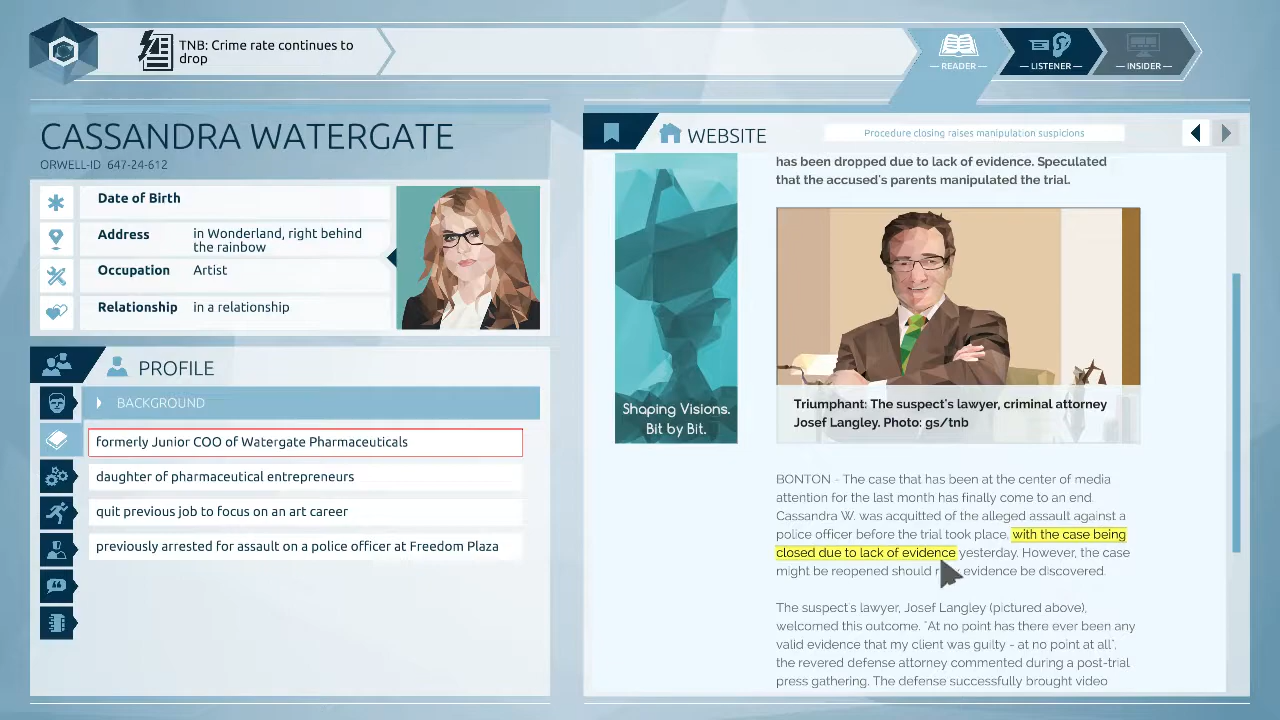 TNB: Crime rate continues to
drop
— READER —
— LISTENER —
— INSIDER —
CASSANDRA WATERGATE
ORWELL-ID 647-24-612
Date of Birth
Address in Wonderland, right behind
the rainbow
Occupation Artist
Relationship in a relationship
PROFILE
BACKGROUND
formerly Junior COO of Watergate Pharmaceuticals
daughter of pharmaceutical entrepreneurs
quit previous job to focus on an art career
previously arrested for assault on a police officer at Freedom Plaza
WEBSITE
Procedure closing raises manipulation suspicions
has been dropped due to lack of evidence. Speculated
that the accused's parents manipulated the trial.
Shaping Visions.
Bit by Bit.
Triumphant: The suspect's lawyer, criminal attorney
Josef Langley. Photo: gs/tnb
BONTON - The case that has been at the center of media
attention for the last month has finally come to an end.
Cassandra W. was acquitted of the alleged assault against a
police officer before the trial took place, with the case being
closed due to lack of evidence yesterday. However, the case
might be reopened should evidence be discovered.
The suspect's lawyer, Josef Langley (pictured above),
welcomed this outcome. "At no point has there ever been any
valid evidence that my client was guilty - at no point at all",
the revered defense attorney commented during a post-trial
press gathering. The defense successfully brought video